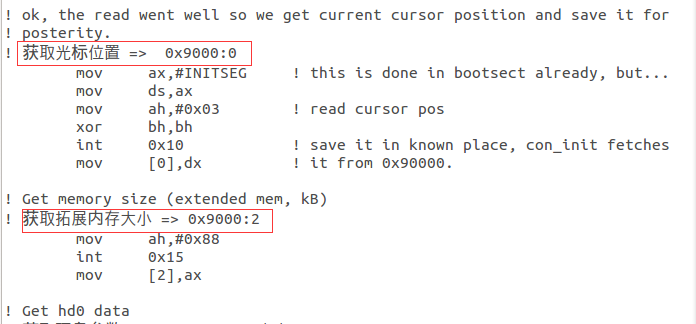 ! ok, the read went well so we get current cursor position and save it for
! posterity.
! 获取光标位置 =>  0x9000:0
mov ax,#INITSEG ! this is done in bootsect already, but...
mov ds,ax
mov ah,#0x03 ! read cursor pos
xor bh,bh
int 0x10 ! save it in known place, con_init fetches
mov [0],dx ! it from 0x90000.
! Get memory size (extended mem, kB)
! 获取拓展内存大小 => 0x9000:2
mov ah,#0x88
int 0x15
mov [2],ax
! Get hd0 data